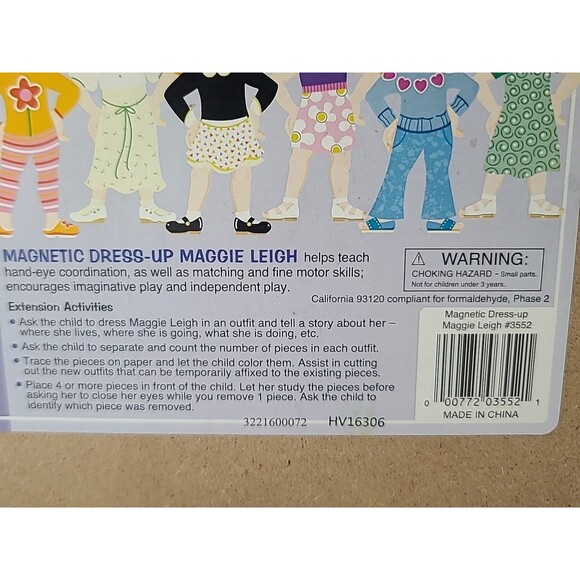 MAGNETIC DRESS-UP MAGGIE LEIGH helps teach
hand-eye coordination, as well as matching and fine motor skills;
encourages imaginative play and independent play.
Extension Activities
• Ask the child to dress Maggie Leigh in an outfit and tell a story about her –
where she lives, where she is going, what she is doing, etc.
• Ask the child to separate and count the number of pieces in each outfit.
• Trace the pieces on paper and let the child color them. Assist in cutting
out the new outfits that can be temporarily affixed to the existing pieces.
• Place 4 or more pieces in front of the child. Let her study the pieces before
asking her to close her eyes while you remove 1 piece. Ask the child to
identify which piece was removed.
3221600072 HV16306
⚠ WARNING:
CHOKING HAZARD - Small parts.
Not for children under 3 years.
California 93120 compliant for formaldehyde, Phase 2
Magnetic Dress-up
Maggie Leigh #3552
0 00772 03552 1
MADE IN CHINA